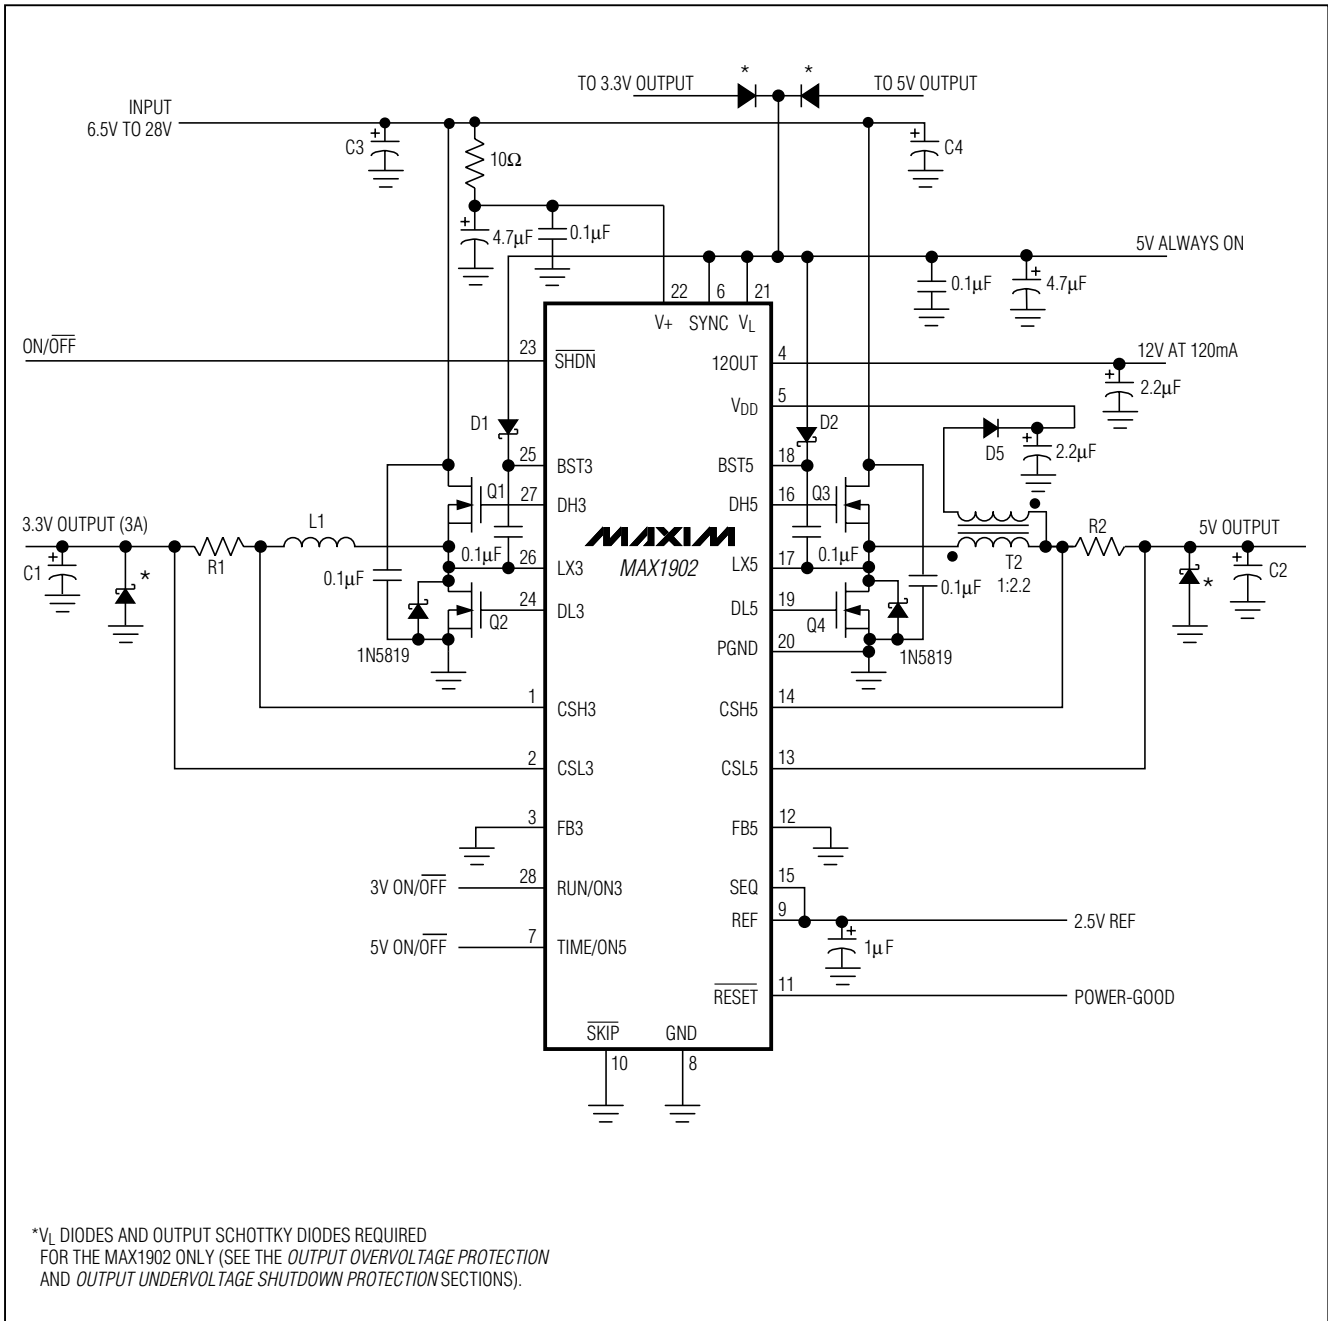 TO 3.3V OUTPUT
*
*
TO 5V OUTPUT
INPUT
6.5V TO 28V
+
C3
10Ω
+
C4
+
4.7μF
0.1μF
5V ALWAYS ON
0.1μF
+
4.7μF
22
6
21
V+
SYNC
VL
ON/OFF
23
SHDN
4
12OUT
12V AT 120mA
+
2.2μF
5
VDD
D1
D2
D5
+
2.2μF
25
BST3
18
BST5
Q1
27
DH3
16
DH5
Q3
3.3V OUTPUT (3A)
L1
R1
+
C1
*
0.1μF
0.1μF
26
LX3
MAXIM
MAX1902
17
LX5
0.1μF
0.1μF
T2
1:2.2
R2
5V OUTPUT
*
+
C2
24
DL3
Q2
19
DL5
Q4
1N5819
20
PGND
1N5819
1
CSH3
14
CSH5
2
CSL3
13
CSL5
3
FB3
12
FB5
3V ON/OFF
28
RUN/ON3
15
SEQ
9
REF
2.5V REF
+
1μF
5V ON/OFF
7
TIME/ON5
11
RESET
POWER-GOOD
SKIP
GND
10
8
*VL DIODES AND OUTPUT SCHOTTKY DIODES REQUIRED
FOR THE MAX1902 ONLY (SEE THE OUTPUT OVERVOLTAGE PROTECTION
AND OUTPUT UNDERVOLTAGE SHUTDOWN PROTECTION SECTIONS).